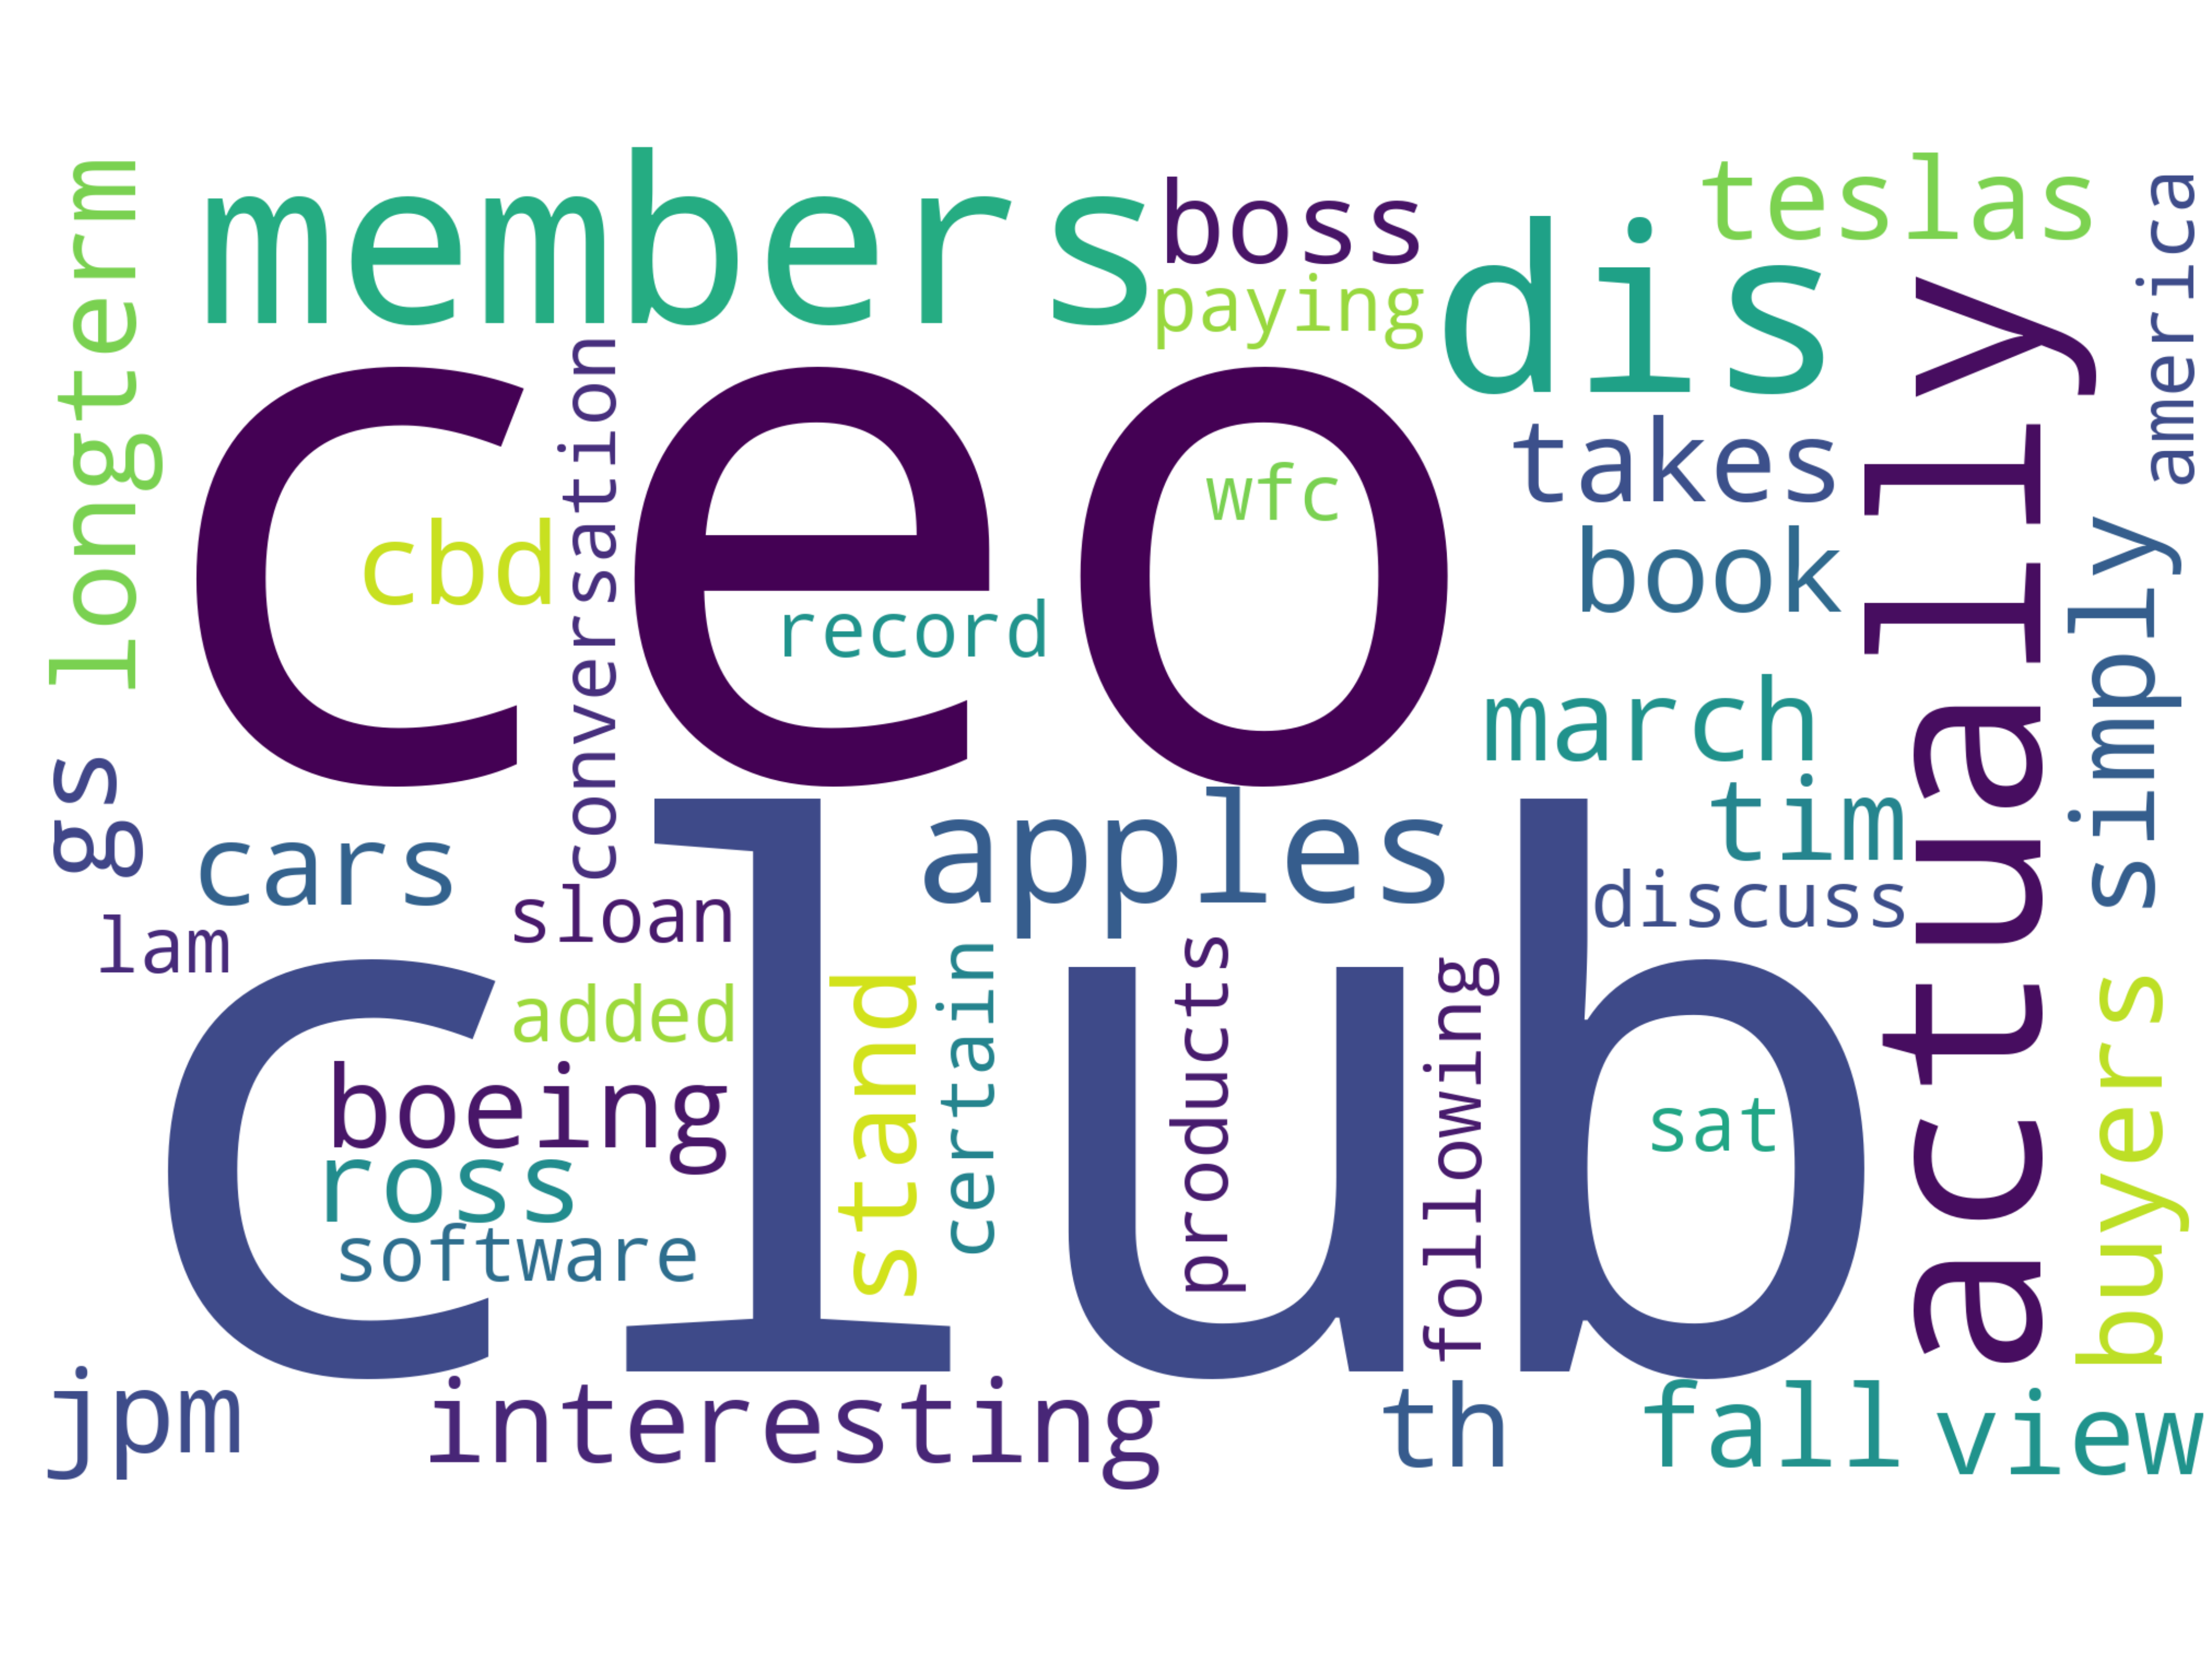 longterm
members
boss
paying
dis
teslas
america
ceo
conversation
cbd
wfc
record
takes
book
actually
simply
march
tim
gs
cars
apples
discuss
lam
sloan
club
added
stand
certain
products
following
boeing
ross
software
sat
buyers
jpm
interesting
th
fall
view